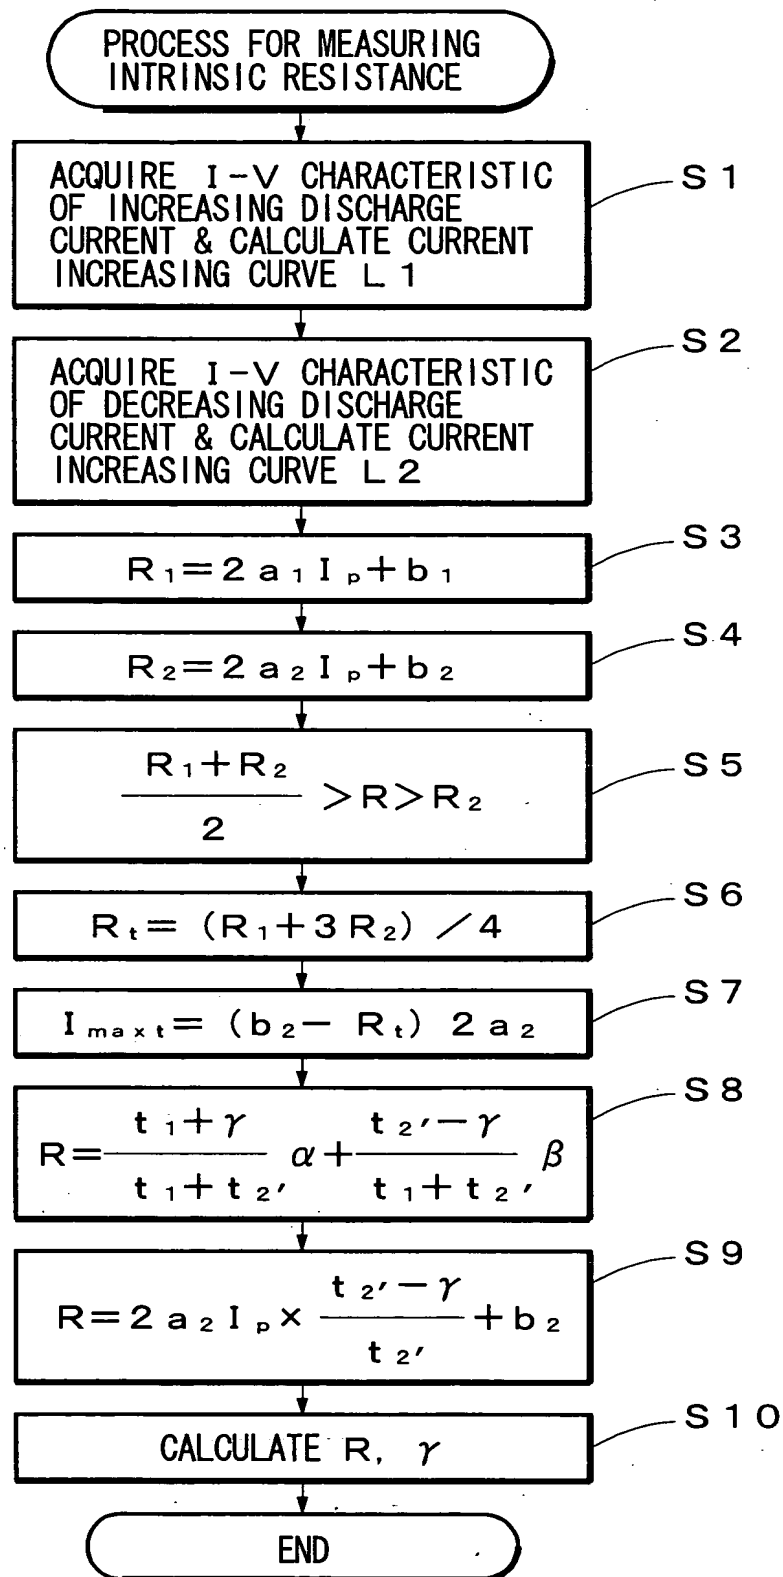 PROCESS FOR MEASURING
INTRINSIC RESISTANCE
ACQUIRE I-V CHARACTERISTIC
OF INCREASING DISCHARGE
CURRENT & CALCULATE CURRENT
INCREASING CURVE L1
S1
ACQUIRE I-V CHARACTERISTIC
OF DECREASING DISCHARGE
CURRENT & CALCULATE CURRENT
INCREASING CURVE L2
S2
R₁=2a₁Iₚ+b₁
S3
R₂=2a₂Iₚ+b₂
S4
(R₁+R₂)/2 >R>R₂
S5
Rₜ= (R₁+3R₂) /4
S6
Iₘₐₓₜ= (b₂- Rₜ) 2a₂
S7
R=(t₁+γ)/(t₁+t₂′) α+(t₂′-γ)/(t₁+t₂′) β
S8
R=2a₂Iₚ× (t₂′-γ)/t₂′ +b₂
S9
CALCULATE R, γ
S10
END